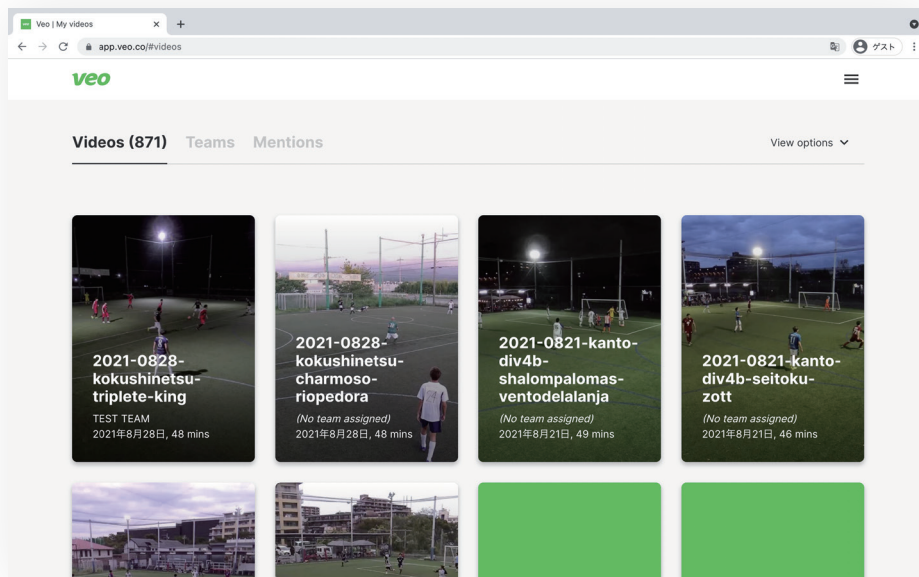 veo
Veo | My videos
app.veo.co/#videos
ゲスト
veo
Videos (871)
Teams
Mentions
View options
2021-0828-
kokushinetsu-
triplete-king
TEST TEAM
2021年8月28日, 48 mins
2021-0828-
kokushinetsu-
charmoso-
riopedora
(No team assigned)
2021年8月28日, 48 mins
2021-0821-kanto-
div4b-
shalompalomas-
ventodelalanja
(No team assigned)
2021年8月21日, 49 mins
2021-0821-kanto-
div4b-seitoku-
zott
(No team assigned)
2021年8月21日, 46 mins